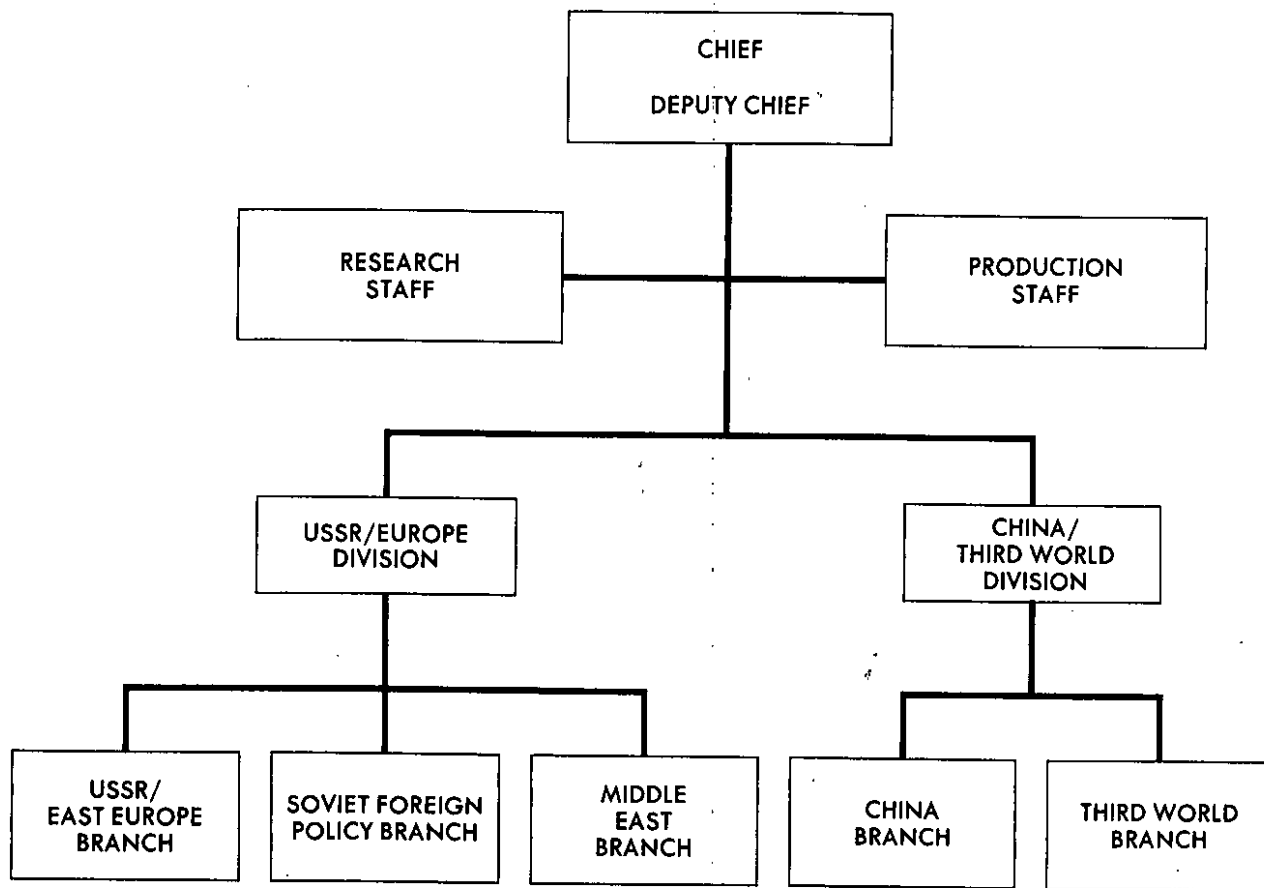 CHIEF
DEPUTY CHIEF
RESEARCH
STAFF
PRODUCTION
STAFF
USSR/EUROPE
DIVISION
CHINA/
THIRD WORLD
DIVISION
USSR/
EAST EUROPE
BRANCH
SOVIET FOREIGN
POLICY BRANCH
MIDDLE
EAST
BRANCH
CHINA
BRANCH
THIRD WORLD
BRANCH